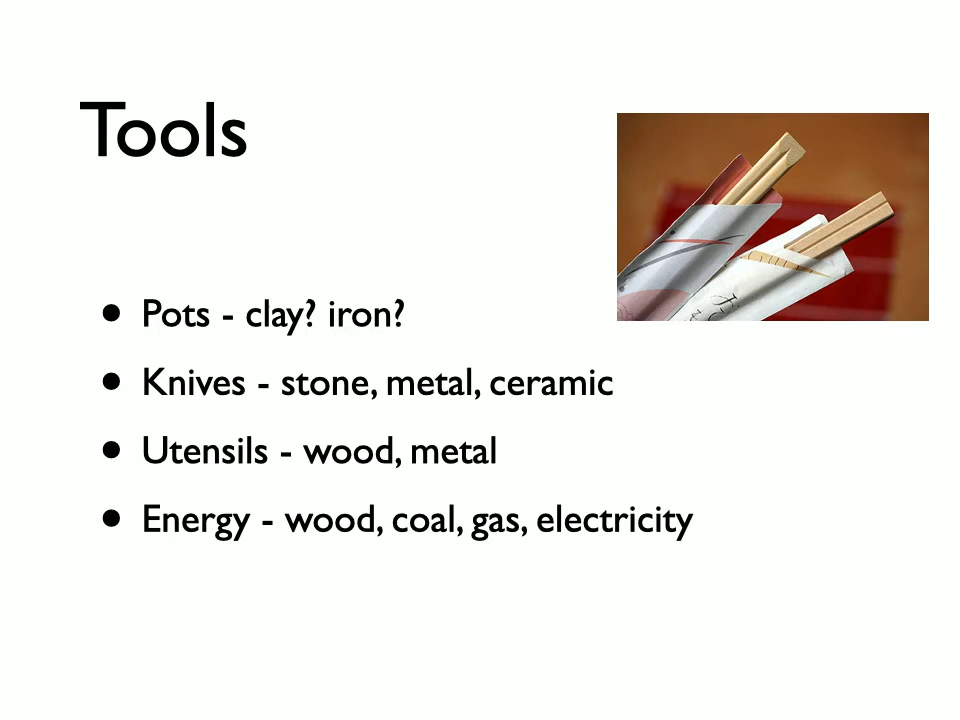 Tools
• Pots - clay? iron?
• Knives - stone, metal, ceramic
• Utensils - wood, metal
• Energy - wood, coal, gas, electricity